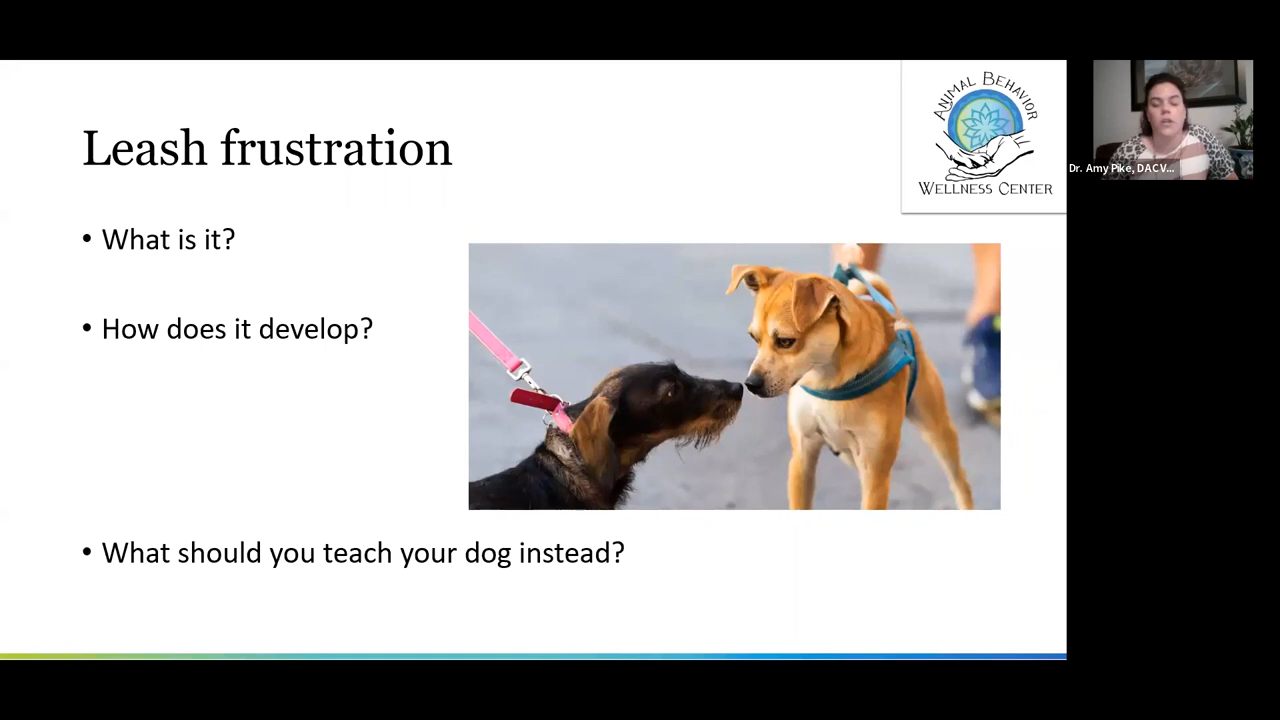 Leash frustration
• What is it?
• How does it develop?
• What should you teach your dog instead?
ANIMAL BEHAVIOR
WELLNESS CENTER
Dr. Amy Pike, DACV...